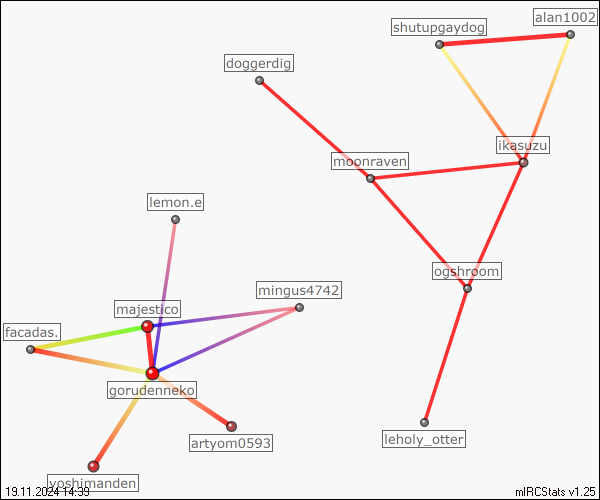 alan1002
shutupgaydog
doggerdig
ikasuzu
moonraven
lemon.e
ogshroom
mingus4742
majestico
facadas.
gorudenneko
leholy_otter
artyom0593
yoshimanden
19.11.2024 14:39
mIRCStats v1.25